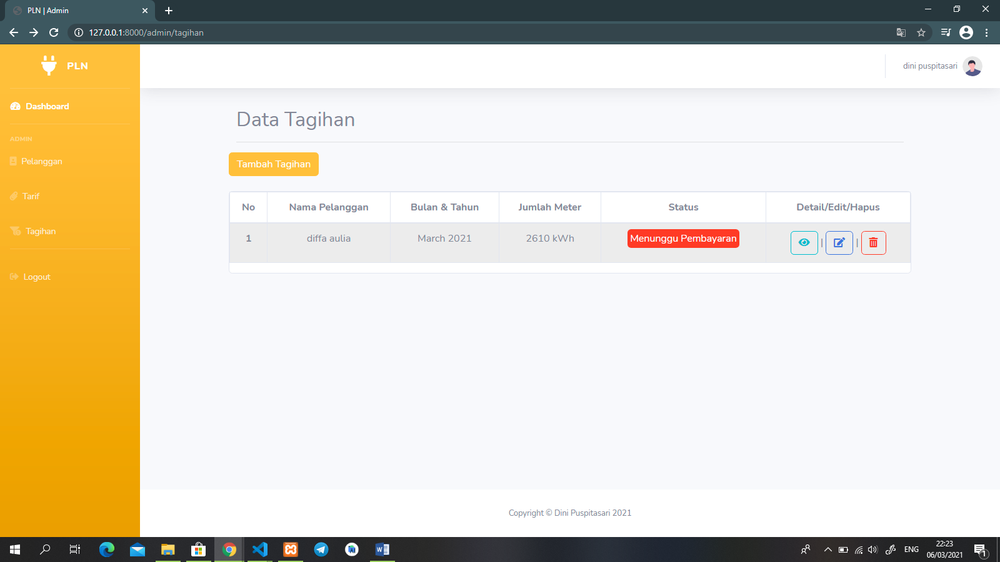 PLN | Admin
127.0.0.1:8000/admin/tagihan
PLN
dini puspitasari
Dashboard
ADMIN
Pelanggan
Tarif
Tagihan
Logout
Data Tagihan
Tambah Tagihan
No Nama Pelanggan Bulan & Tahun Jumlah Meter Status Detail/Edit/Hapus
1 diffa aulia March 2021 2610 kWh Menunggu Pembayaran | |
Copyright © Dini Puspitasari 2021
ENG
22:23
06/03/2021
1